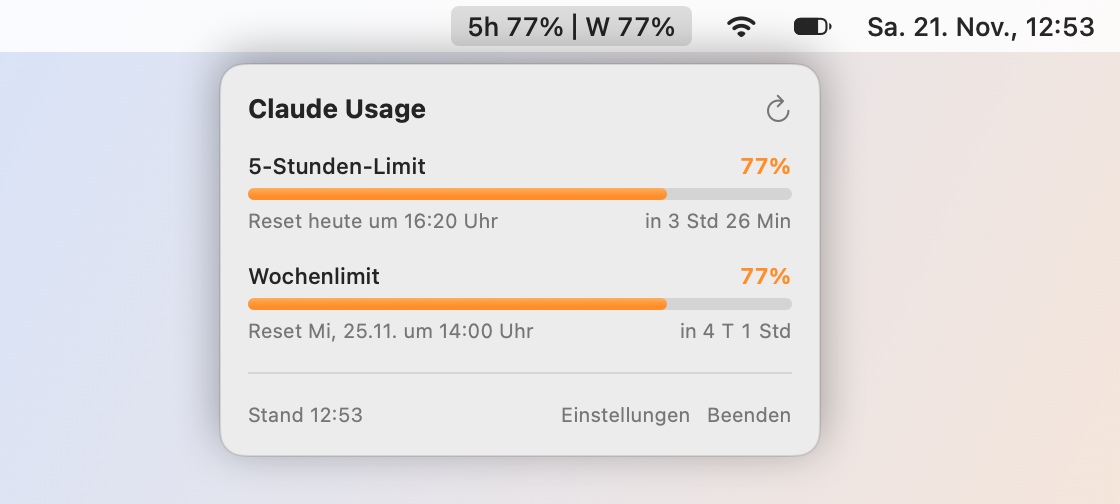 5h 77% | W 77% Sa. 21. Nov., 12:53
Claude Usage
5-Stunden-Limit 77%
Reset heute um 16:20 Uhr in 3 Std 26 Min
Wochenlimit 77%
Reset Mi, 25.11. um 14:00 Uhr in 4 T 1 Std
Stand 12:53 Einstellungen Beenden